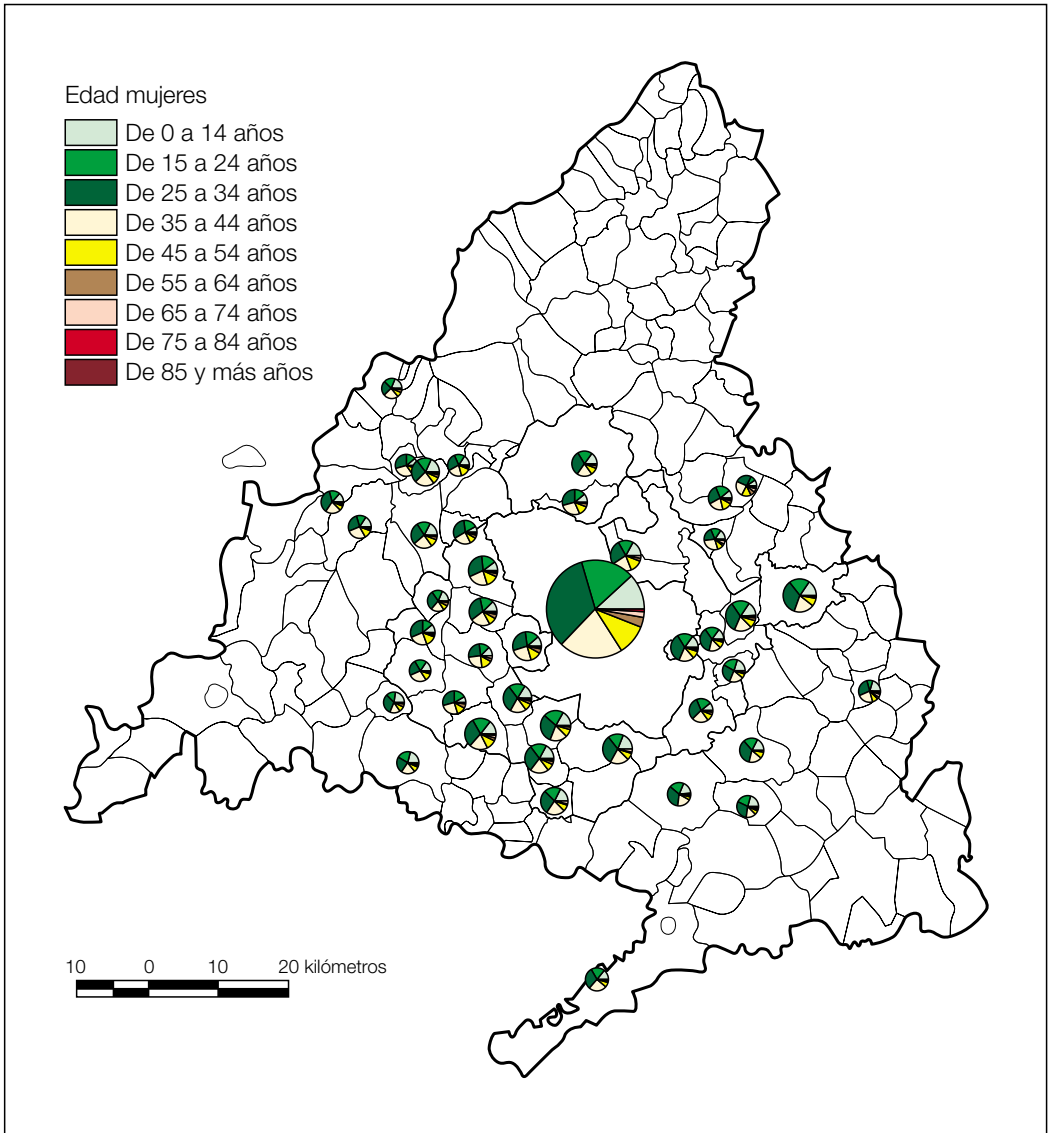 Edad mujeres
De 0 a 14 años
De 15 a 24 años
De 25 a 34 años
De 35 a 44 años
De 45 a 54 años
De 55 a 64 años
De 65 a 74 años
De 75 a 84 años
De 85 y más años
10 0 10 20 kilómetros